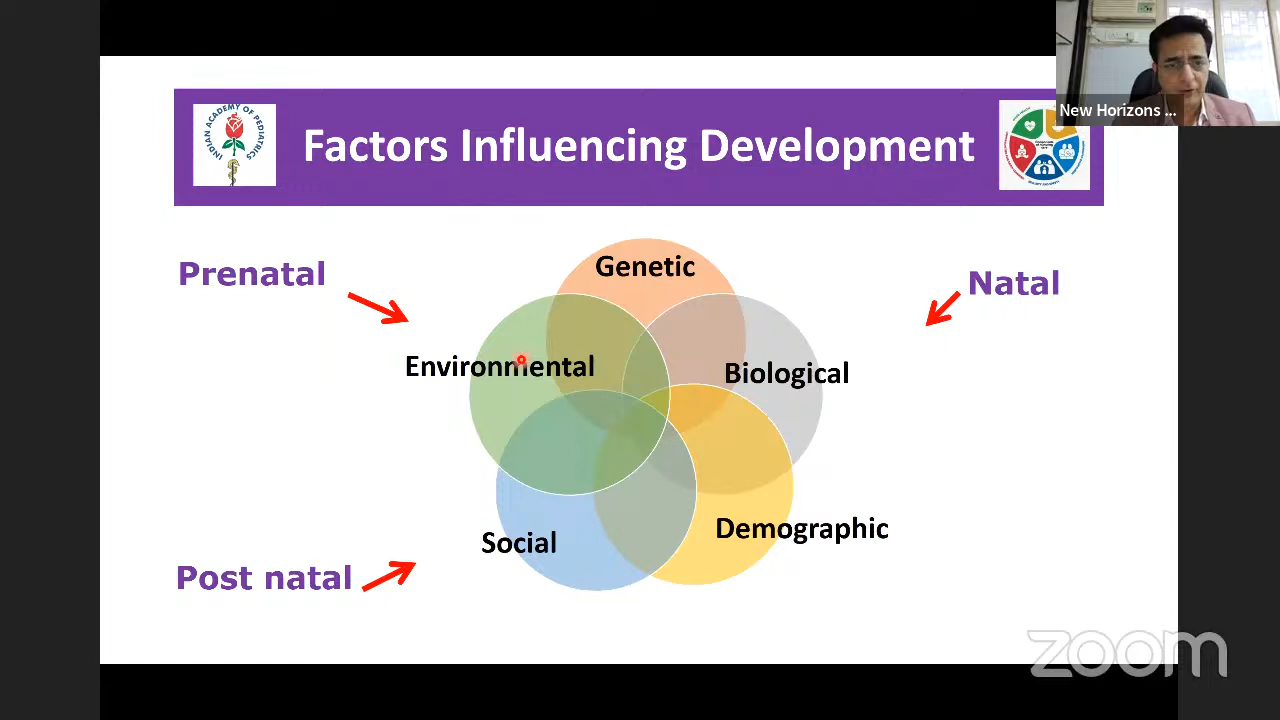 New Horizons ...
INDIAN ACADEMY OF PEDIATRICS
Factors Influencing Development
Prenatal
Genetic
Natal
Environmental
Biological
Social
Demographic
Post natal
zoom